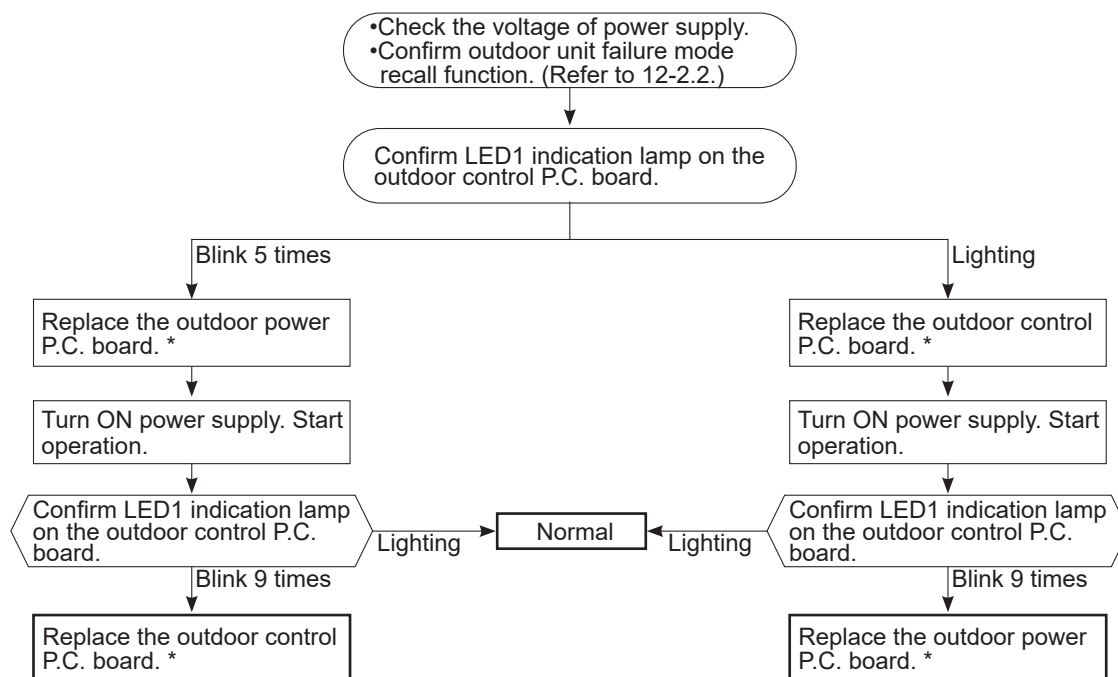 •Check the voltage of power supply.
•Confirm outdoor unit failure mode
recall function. (Refer to 12-2.2.)
Confirm LED1 indication lamp on the
outdoor control P.C. board.
Blink 5 times
Lighting
Replace the outdoor power
P.C. board. *
Replace the outdoor control
P.C. board. *
Turn ON power supply. Start
operation.
Turn ON power supply. Start
operation.
Confirm LED1 indication lamp
on the outdoor control P.C.
board.
Lighting
Normal
Lighting
Confirm LED1 indication lamp
on the outdoor control P.C.
board.
Blink 9 times
Blink 9 times
Replace the outdoor control
P.C. board. *
Replace the outdoor power
P.C. board. *